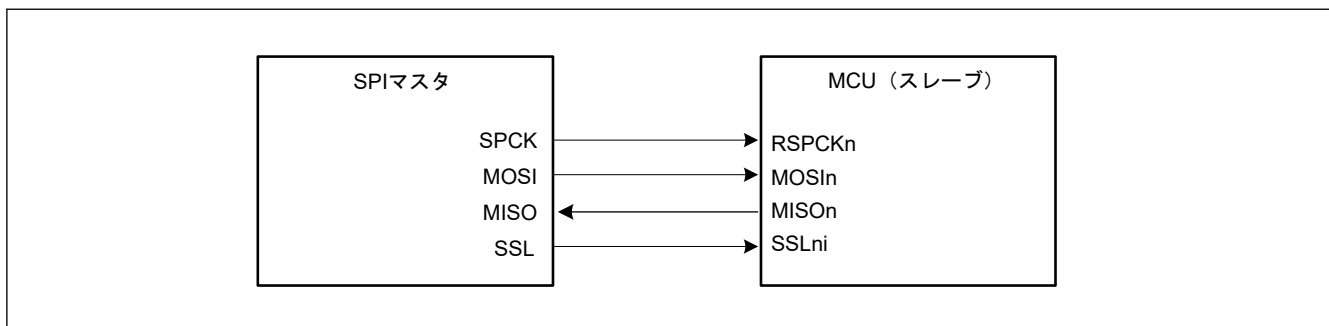 SPIマスタ
SPCK
MOSI
MISO
SSL
MCU（スレーブ）
RSPCKn
MOSIn
MISOn
SSLni